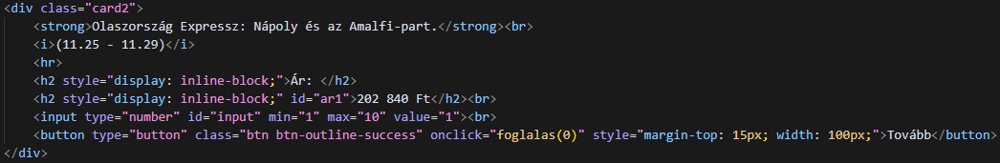 <div class="card2">
<strong>Olaszország Expressz: Nápoly és az Amalfi-part.</strong><br>
<i>(11.25 - 11.29)</i>
<hr>
<h2 style="display: inline-block;">Ár: </h2>
<h2 style="display: inline-block;" id="ar1">202 840 Ft</h2><br>
<input type="number" id="input" min="1" max="10" value="1"><br>
<button type="button" class="btn btn-outline-success" onclick="foglalas(0)" style="margin-top: 15px; width: 100px;">Tovább</button>
</div>